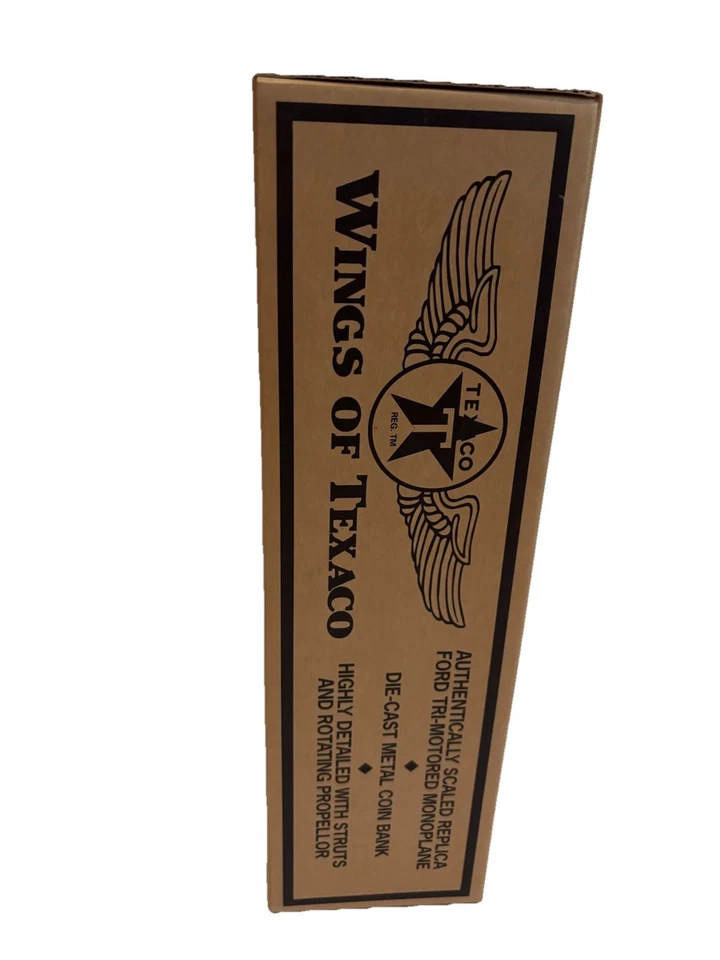 TEXACO
T
REG. TM
WINGS OF TEXACO
AUTHENTICALLY SCALED REPLICA
FORD TRI-MOTORED MONOPLANE
DIE-CAST METAL COIN BANK
HIGHLY DETAILED WITH STRUTS
AND ROTATING PROPELLOR